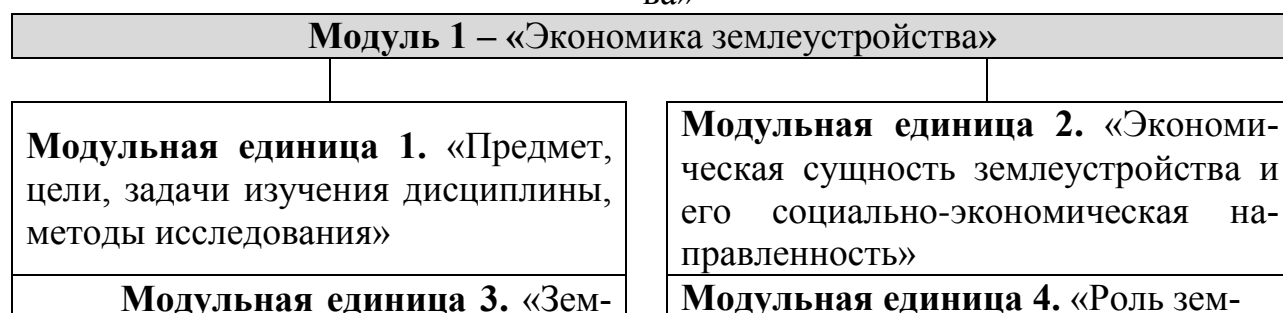 ва»
Модуль 1 – «Экономика землеустройства»
Модульная единица 1. «Предмет,
цели, задачи изучения дисциплины,
методы исследования»
Модульная единица 2. «Экономи-
ческая сущность землеустройства и
его социально-экономическая на-
правленность»
Модульная единица 3. «Зем-
Модульная единица 4. «Роль зем-